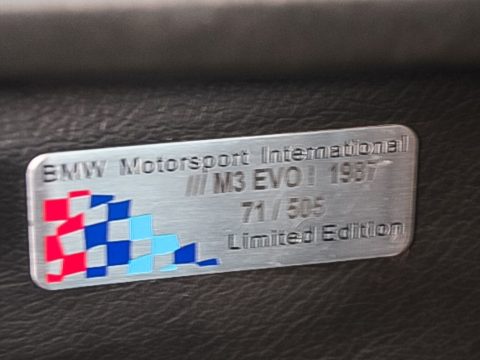 BMW Motorsport International
/// M3 EVO I 1987
71 / 505
Limited Edition